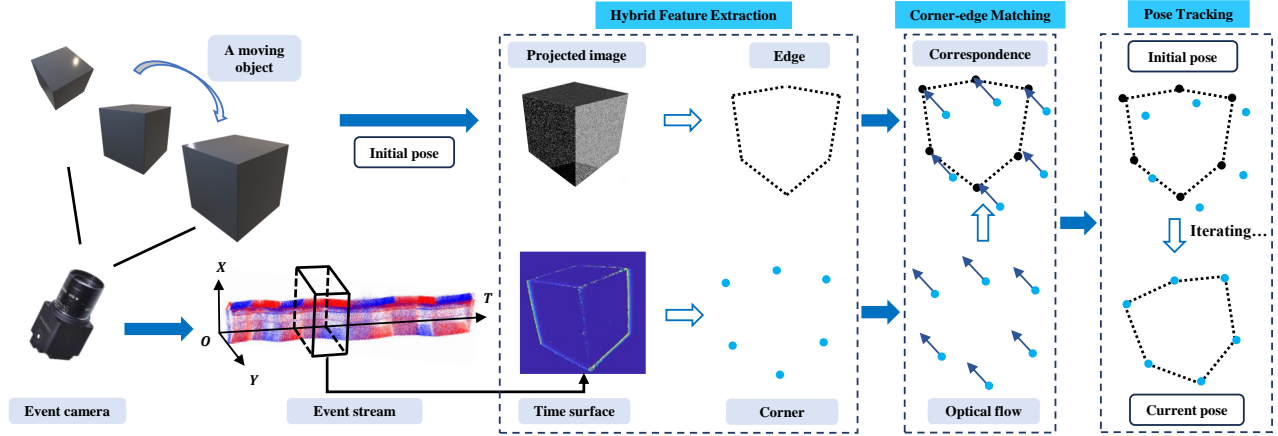 Hybrid Feature Extraction
Corner-edge Matching
Pose Tracking
A moving
object
Projected image
Edge
Correspondence
Initial pose
Initial pose
Iterating...
X
T
O
Y
Event camera
Event stream
Time surface
Corner
Optical flow
Current pose